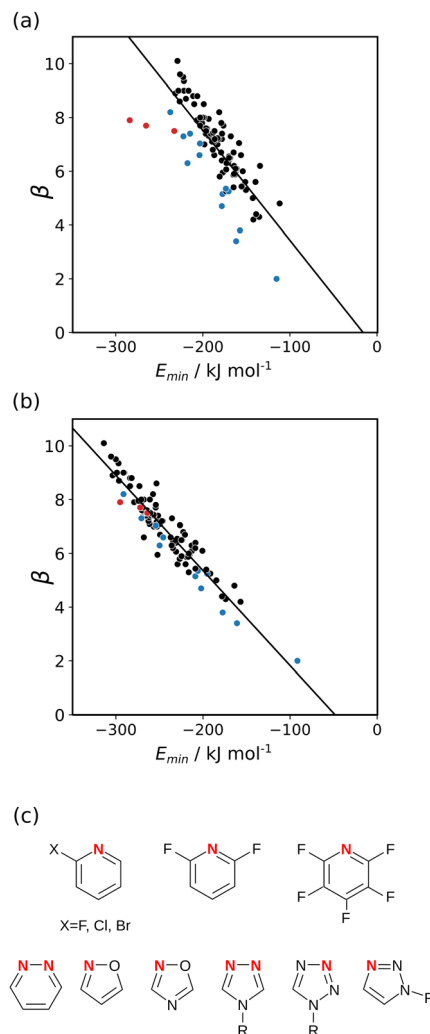 (a)
10
8
6
4
2
0
β
−300 −200 −100 0
E_min / kJ mol⁻¹
(b)
10
8
6
4
2
0
β
−300 −200 −100 0
E_min / kJ mol⁻¹
(c)
X N
X=F, Cl, Br
F N F
F N F
F F
F
N N
N O
N O
N
N N
N
R
N N
N N
R
N N
N